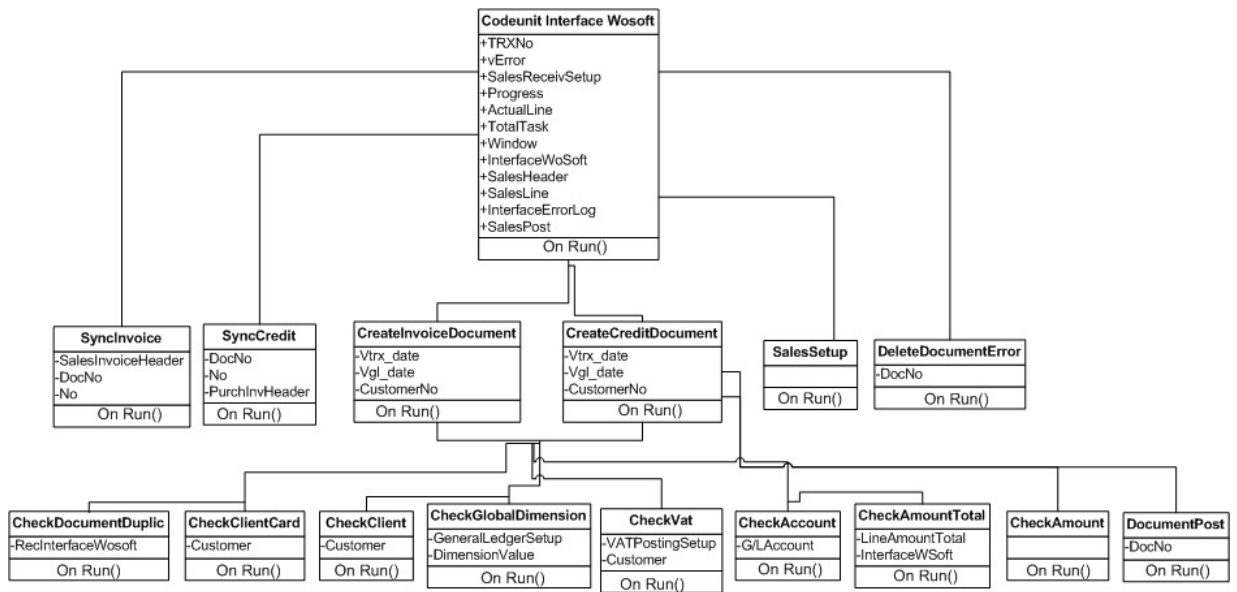 Codeunit Interface Wosoft
+TRXNo
+vError
+SalesReceivSetup
+Progress
+ActualLine
+TotalTask
+Window
+InterfaceWoSoft
+SalesHeader
+SalesLine
+InterfaceErrorLog
+SalesPost
On Run()
SyncInvoice
-SalesInvoiceHeader
-DocNo
-No
On Run()
SyncCredit
-DocNo
-No
-PurchInvHeader
On Run()
CreateInvoiceDocument
-Vtrx_date
-Vgl_date
-CustomerNo
On Run()
CreateCreditDocument
-Vtrx_date
-Vgl_date
-CustomerNo
On Run()
SalesSetup
On Run()
DeleteDocumentError
-DocNo
On Run()
CheckDocumentDuplic
-RecInterfaceWosoft
On Run()
CheckClientCard
-Customer
On Run()
CheckClient
-Customer
On Run()
CheckGlobalDimension
-GeneralLedgerSetup
-DimensionValue
On Run()
CheckVat
-VATPostingSetup
-Customer
On Run()
CheckAccount
-G/LAccount
On Run()
CheckAmountTotal
-LineAmountTotal
-InterfaceWSoft
On Run()
CheckAmount
On Run()
DocumentPost
-DocNo
On Run()